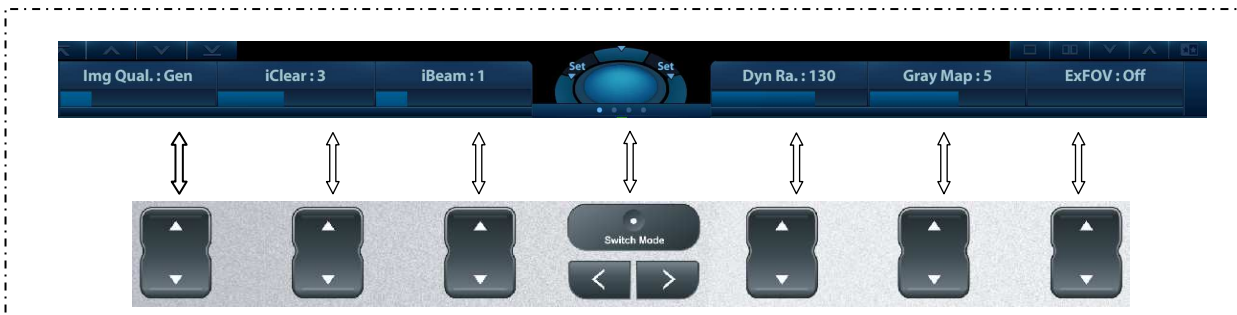 Set Set
Img Qual. : Gen iClear : 3 iBeam : 1 Dyn Ra. : 130 Gray Map : 5 ExFOV : Off
Switch Mode